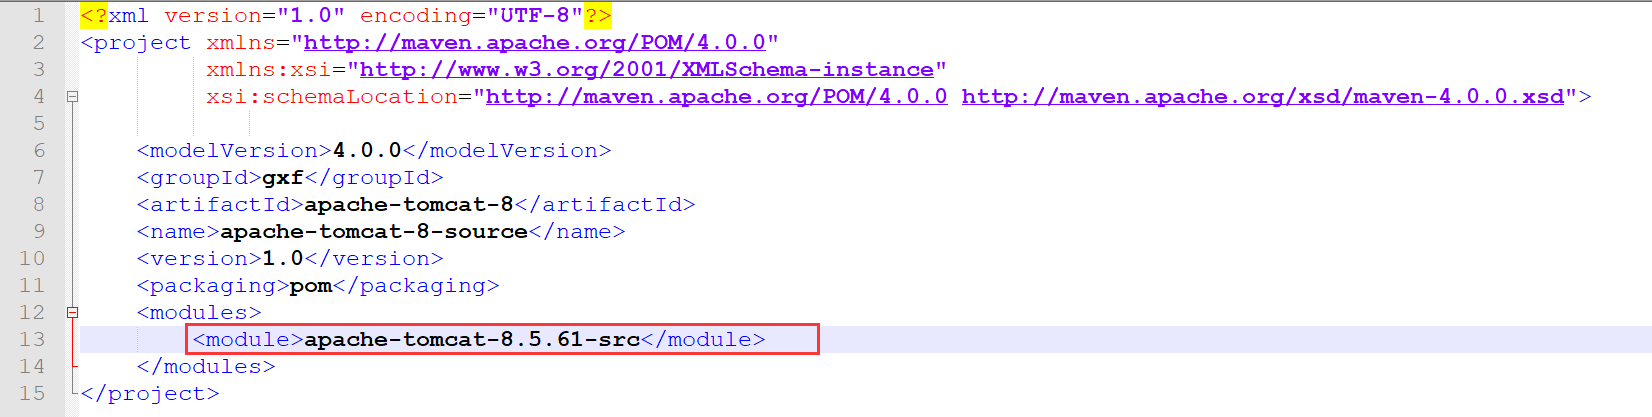 1 <?xml version="1.0" encoding="UTF-8"?>
2 <project xmlns="http://maven.apache.org/POM/4.0.0"
3 xmlns:xsi="http://www.w3.org/2001/XMLSchema-instance"
4 xsi:schemaLocation="http://maven.apache.org/POM/4.0.0 http://maven.apache.org/xsd/maven-4.0.0.xsd">
5
6 <modelVersion>4.0.0</modelVersion>
7 <groupId>gxf</groupId>
8 <artifactId>apache-tomcat-8</artifactId>
9 <name>apache-tomcat-8-source</name>
10 <version>1.0</version>
11 <packaging>pom</packaging>
12 <modules>
13 <module>apache-tomcat-8.5.61-src</module>
14 </modules>
15 </project>